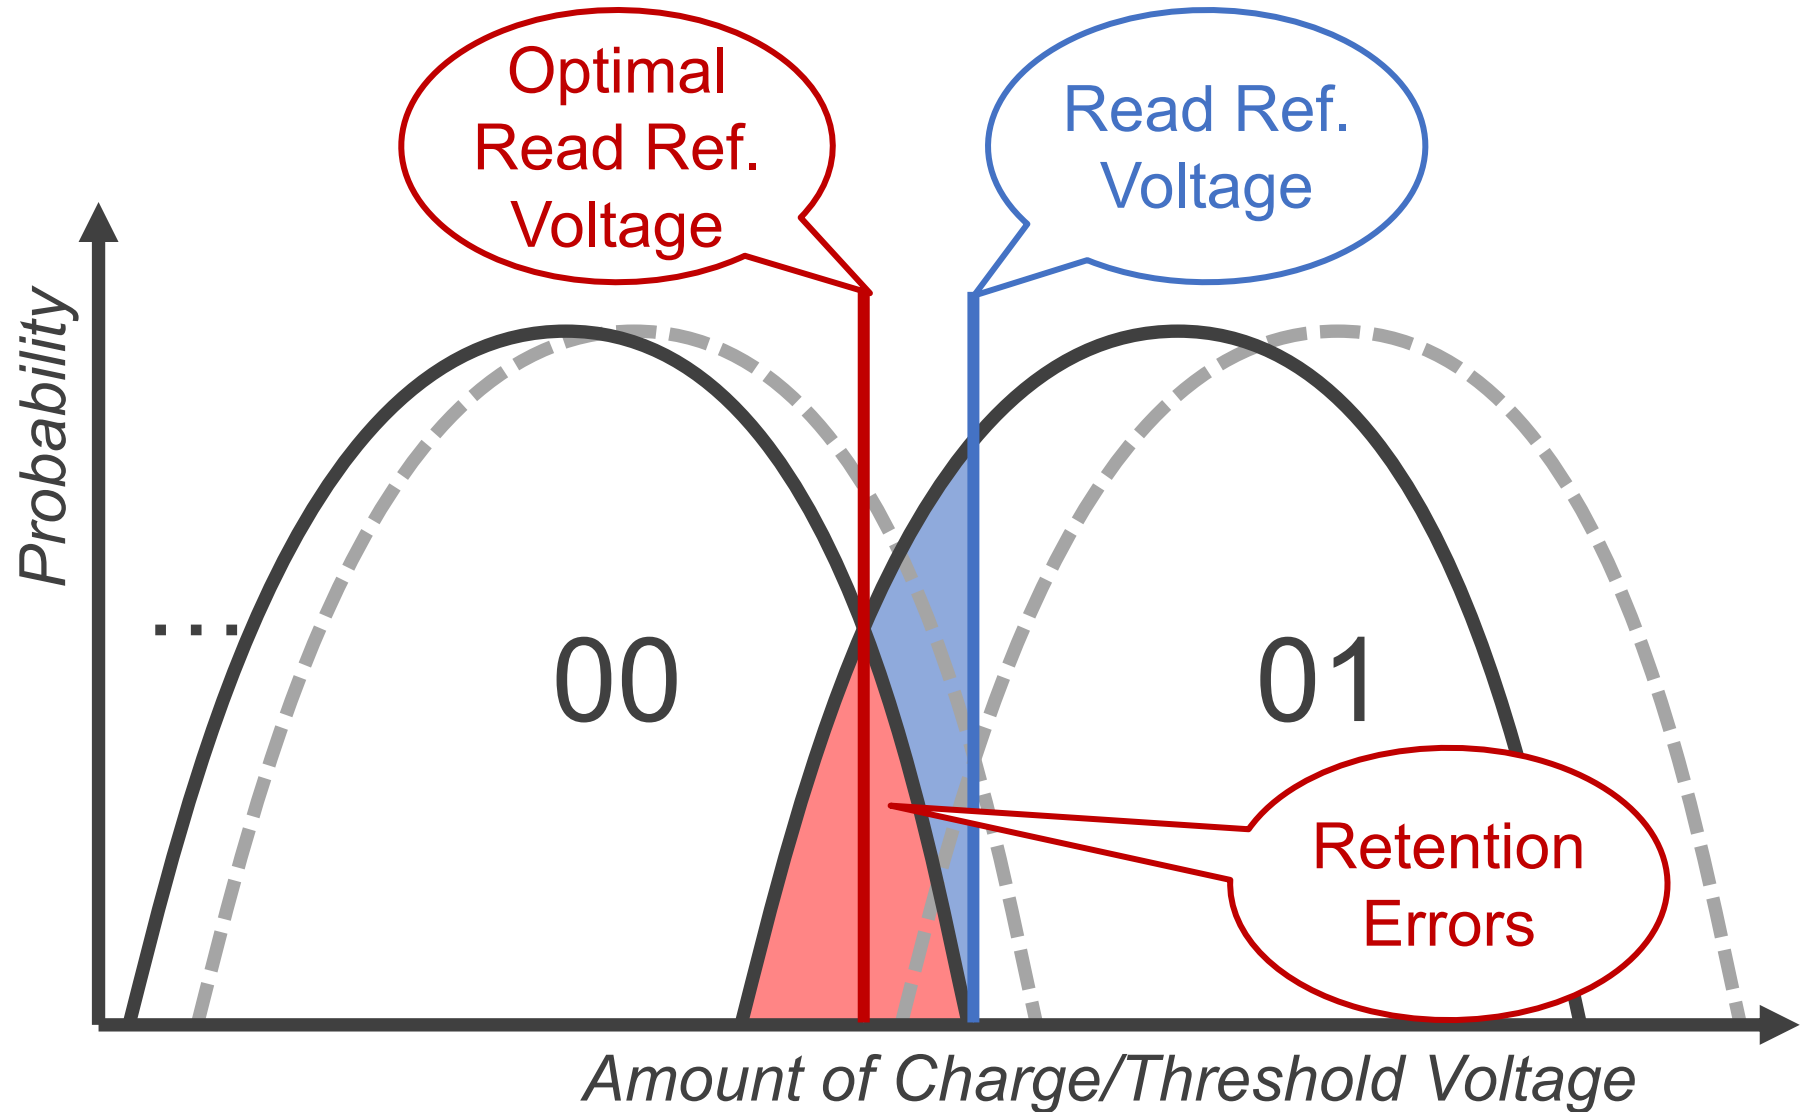 Optimal
Read Ref.
Voltage
Read Ref.
Voltage
Probability
...
00
01
Retention
Errors
Amount of Charge/Threshold Voltage